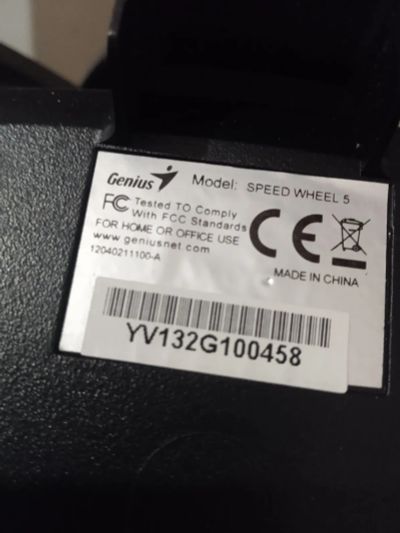 Genius Model: SPEED WHEEL 5
FC Tested TO Comply
With FCC Standards
FOR HOME OR OFFICE USE
www.geniusnet.com
12040211100-A
CE
MADE IN CHINA
YV132G100458